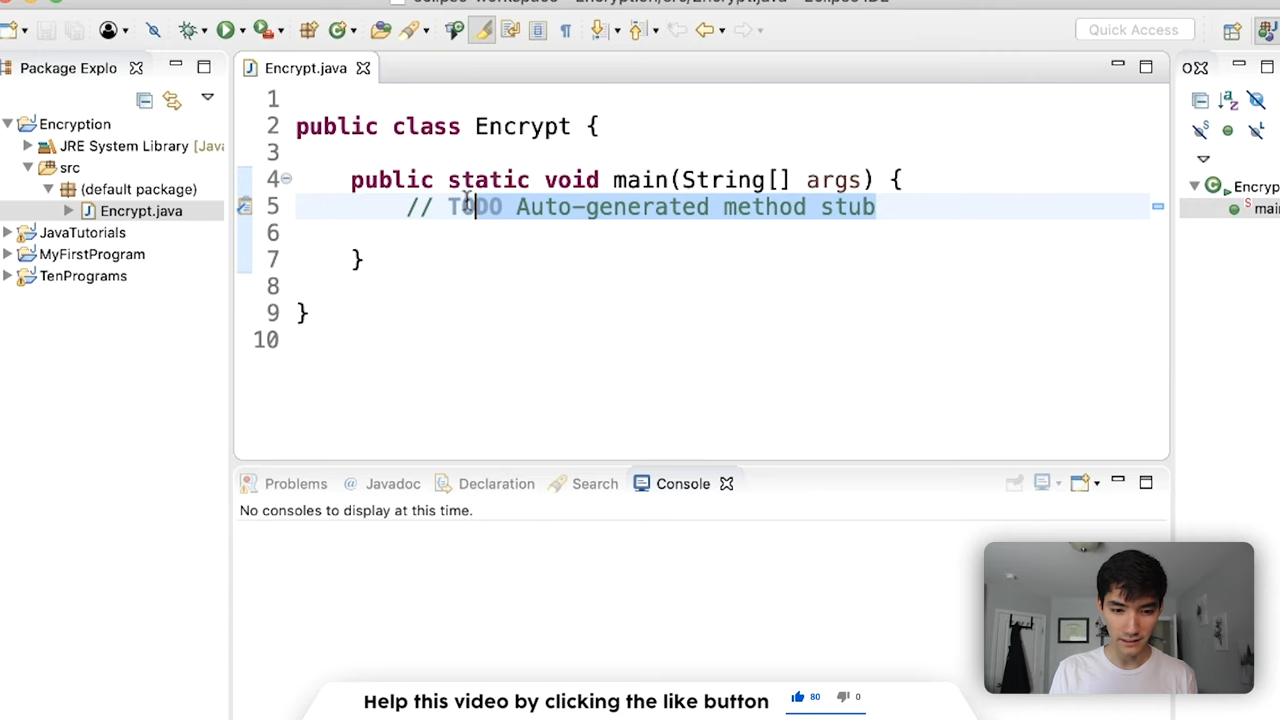 Quick Access
Package Explo
Encrypt.java
O
Encryption
JRE System Library [Java
src
(default package)
Encrypt.java
JavaTutorials
MyFirstProgram
TenPrograms
1
2 public class Encrypt {
3
4 public static void main(String[] args) {
5 // TODO Auto-generated method stub
6
7 }
8
9 }
10
Encryp
S mai
Problems @ Javadoc Declaration Search Console
No consoles to display at this time.
Help this video by clicking the like button 80 0